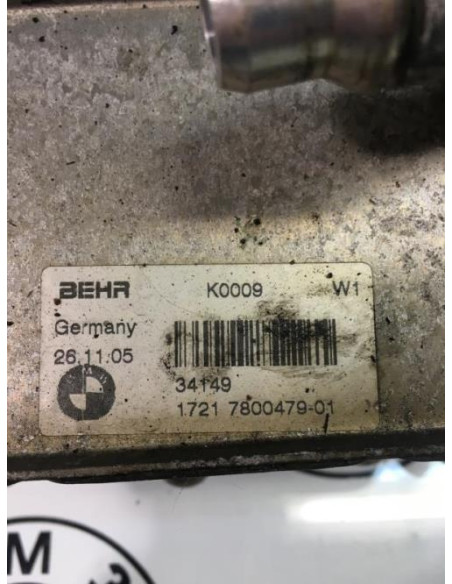 BEHR K0009 W1
Germany
26.11.05
34149
1721 7800479-01
M